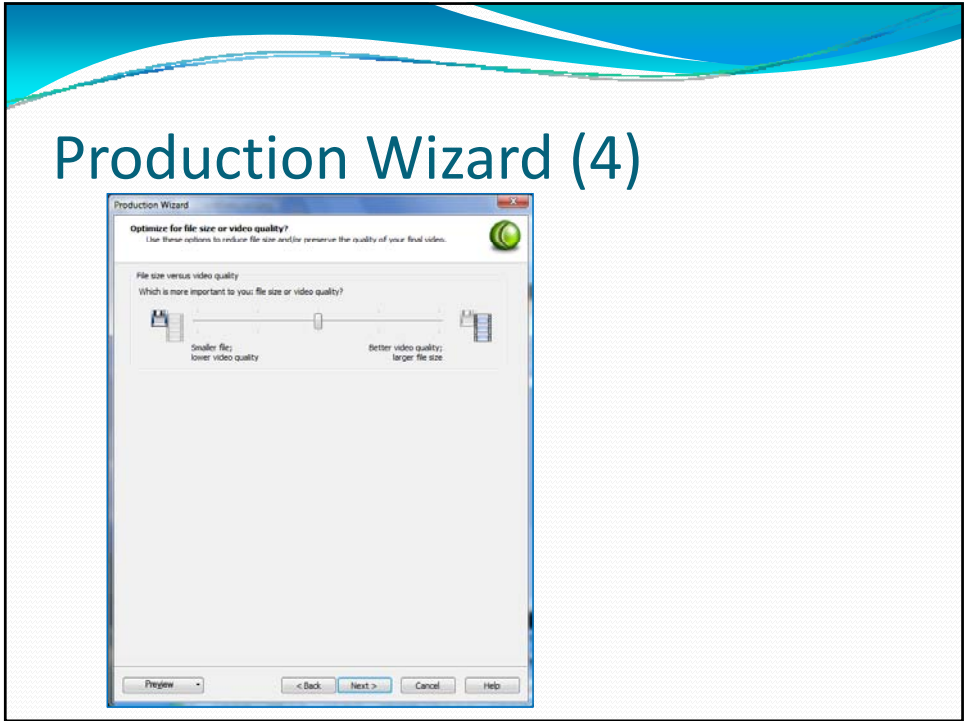 Production Wizard (4)
Production Wizard
Optimize for file size or video quality?
Use these options to reduce file size and/or preserve the quality of your final video.
File size versus video quality
Which is more important to you: file size or video quality?
Smaller file;
lower video quality
Better video quality;
larger file size
Preview
< Back
Next >
Cancel
Help